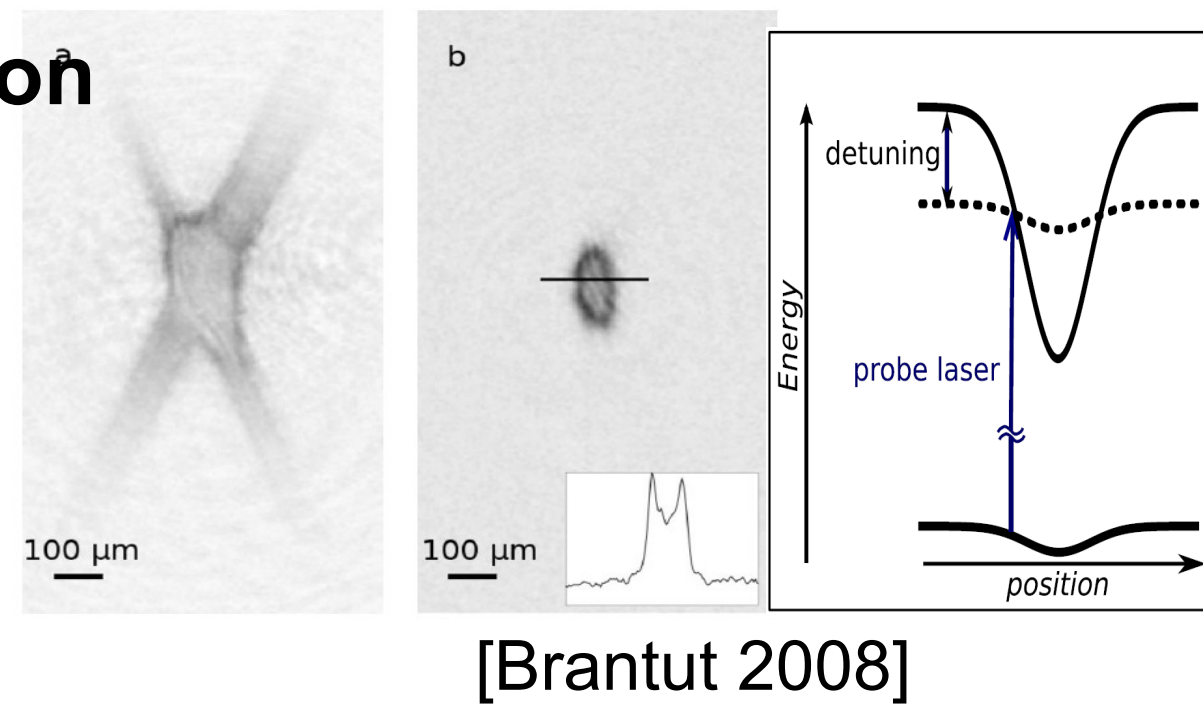 on
a
b
100 µm
100 µm
Energy
detuning
probe laser
position
[Brantut 2008]